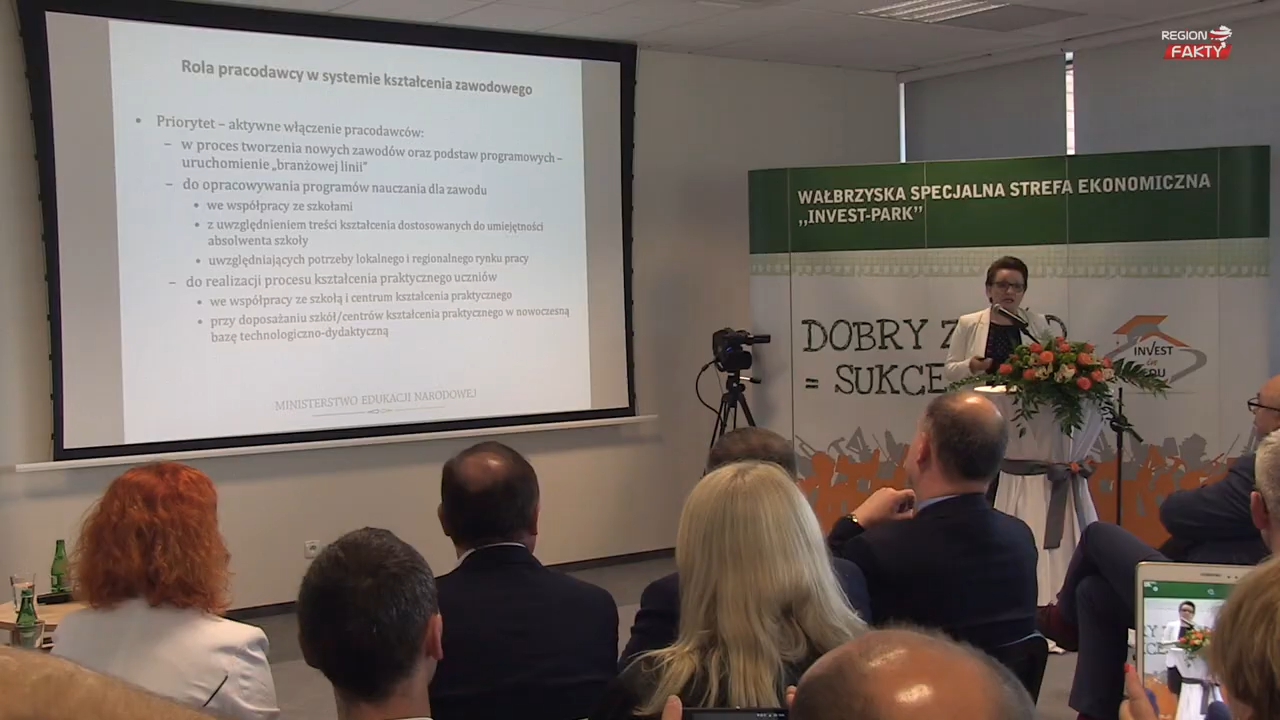 REGION
FAKTY
Rola pracodawcy w systemie kształcenia zawodowego
• Priorytet – aktywne włączenie pracodawców:
– w proces tworzenia nowych zawodów oraz podstaw programowych –
uruchomienie „branżowej linii"
– do opracowywania programów nauczania dla zawodu
• we współpracy ze szkołami
• z uwzględnieniem treści kształcenia dostosowanych do umiejętności
absolwenta szkoły
• uwzględniających potrzeby lokalnego i regionalnego rynku pracy
– do realizacji procesu kształcenia praktycznego uczniów
• we współpracy ze szkołą i centrum kształcenia praktycznego
• przy doposażaniu szkół/centrów kształcenia praktycznego w nowoczesną
bazę technologiczno-dydaktyczną
MINISTERSTWO EDUKACJI NARODOWEJ
WAŁBRZYSKA SPECJALNA STREFA EKONOMICZNA
,,INVEST-PARK”
DOBRY Z
= SUKCE
INVEST
in
EDU